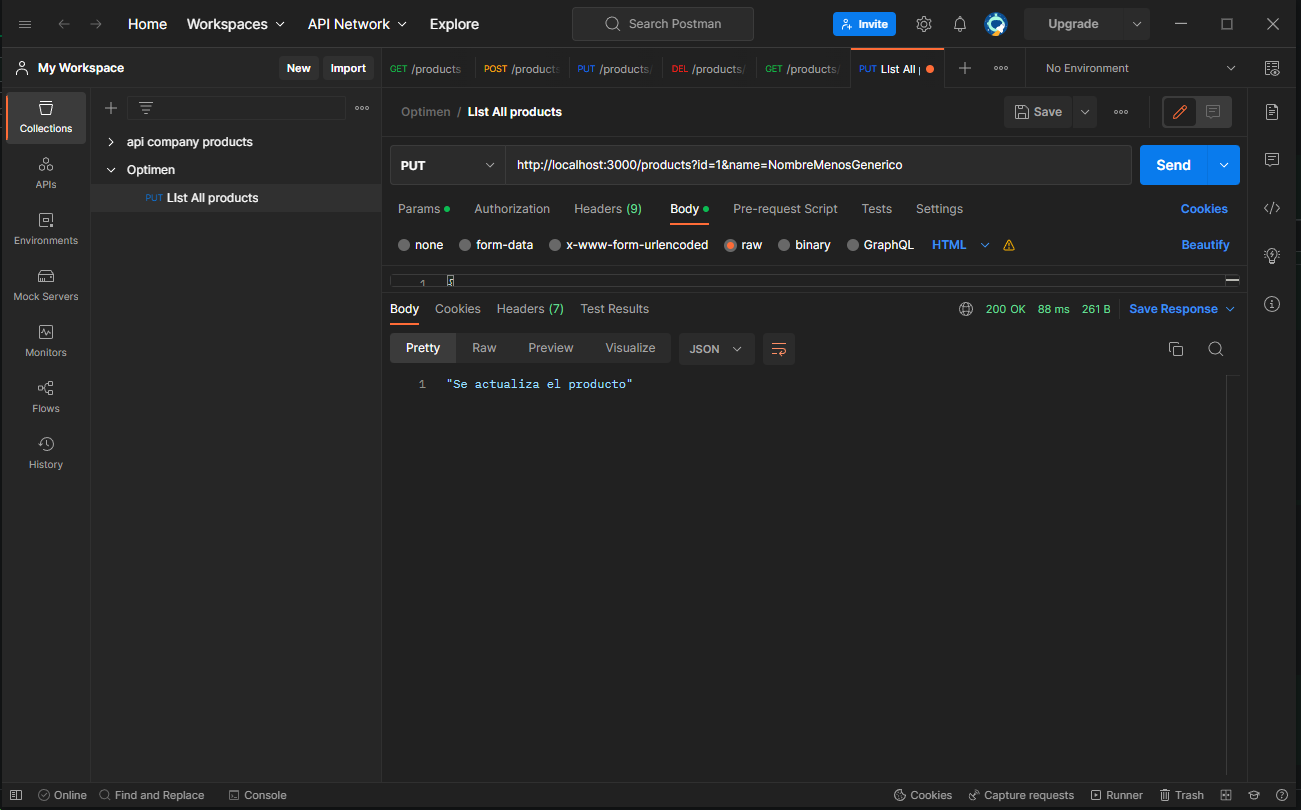 Home Workspaces API Network Explore Search Postman Invite Upgrade
My Workspace New Import
GET /products POST /products PUT /products/ DEL /products/ GET /products/ PUT LIst All No Environment
Collections
APIs
Environments
Mock Servers
Monitors
Flows
History
api company products
Optimen
PUT LIst All products
Optimen / LIst All products Save
PUT http://localhost:3000/products?id=1&name=NombreMenosGenerico Send
Params Authorization Headers (9) Body Pre-request Script Tests Settings Cookies
none form-data x-www-form-urlencoded raw binary GraphQL HTML Beautify
1
Body Cookies Headers (7) Test Results 200 OK 88 ms 261 B Save Response
Pretty Raw Preview Visualize JSON
1 "Se actualiza el producto"
Online Find and Replace Console Cookies Capture requests Runner Trash